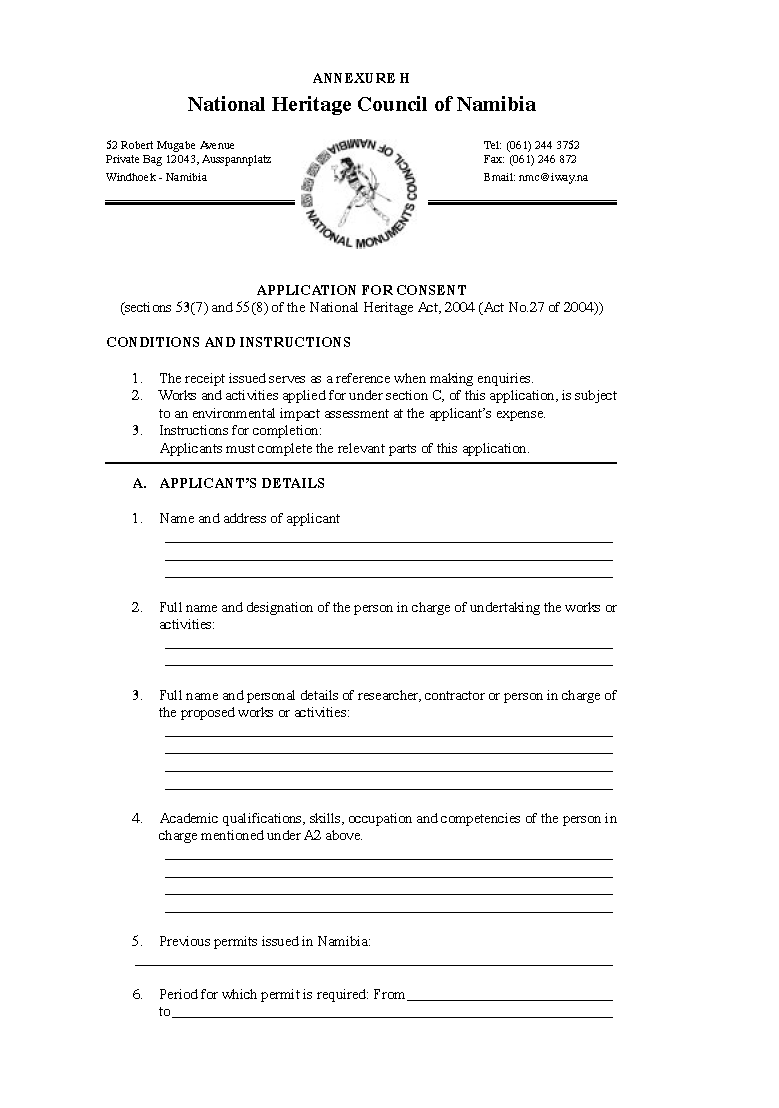 ANNEXURE H
National Heritage Council of Namibia
52 Robert Mugabe Avenue
Private Bag 12043, Ausspannplatz
Windhoek - Namibia
NATIONAL MONUMENTS COUNCIL OF NAMIBIA
Tel: (061) 244 3752
Fax: (061) 246 872
Email: nmc@iway.na
APPLICATION FOR CONSENT
(sections 53(7) and 55(8) of the National Heritage Act, 2004 (Act No.27 of 2004))
CONDITIONS AND INSTRUCTIONS
1. The receipt issued serves as a reference when making enquiries.
2. Works and activities applied for under section C, of this application, is subject
to an environmental impact assessment at the applicant's expense.
3. Instructions for completion:
Applicants must complete the relevant parts of this application.
A. APPLICANT'S DETAILS
1. Name and address of applicant
2. Full name and designation of the person in charge of undertaking the works or
activities:
3. Full name and personal details of researcher, contractor or person in charge of
the proposed works or activities:
4. Academic qualifications, skills, occupation and competencies of the person in
charge mentioned under A2 above.
5. Previous permits issued in Namibia:
6. Period for which permit is required: From
to